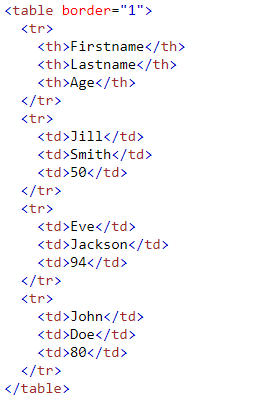 <table border="1">
  <tr>
    <th>Firstname</th>
    <th>Lastname</th>
    <th>Age</th>
  </tr>
  <tr>
    <td>Jill</td>
    <td>Smith</td>
    <td>50</td>
  </tr>
  <tr>
    <td>Eve</td>
    <td>Jackson</td>
    <td>94</td>
  </tr>
  <tr>
    <td>John</td>
    <td>Doe</td>
    <td>80</td>
  </tr>
</table>